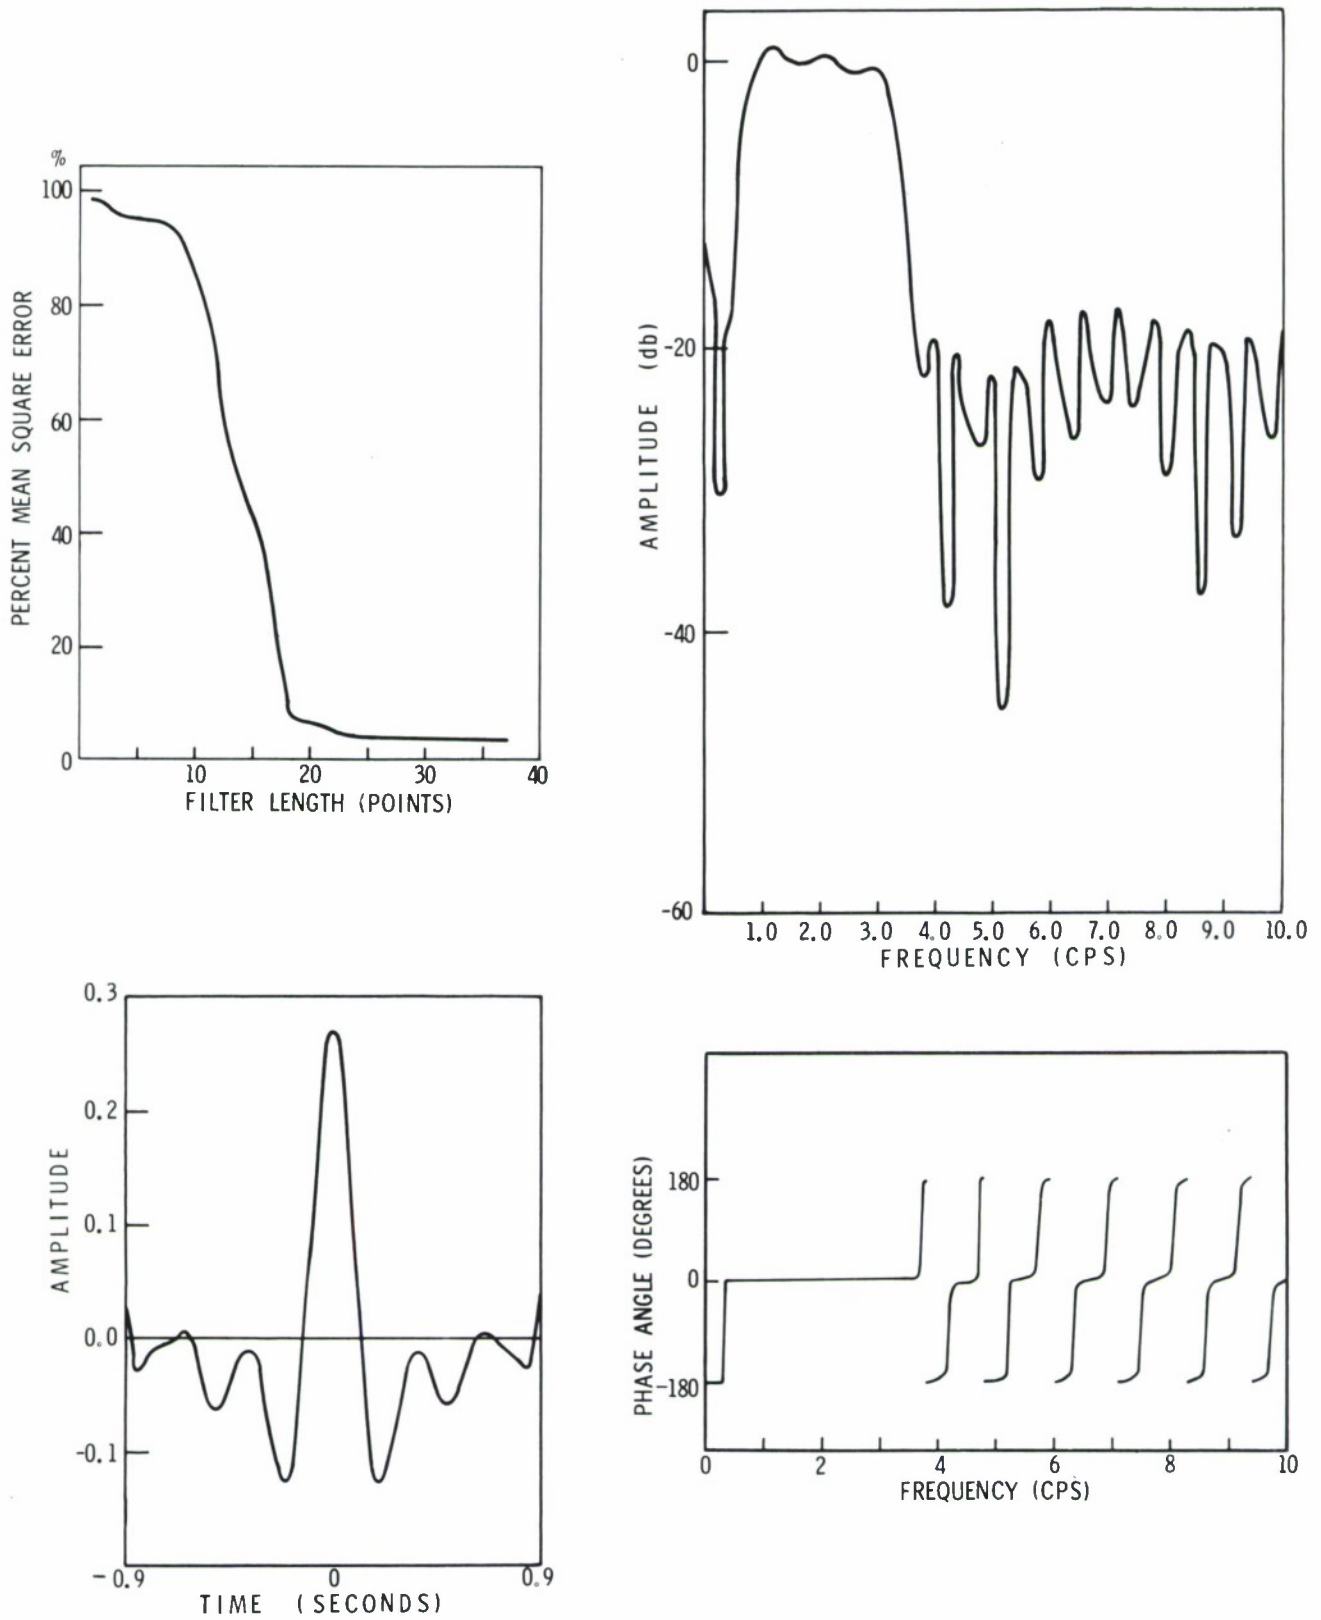 %
100
80
60
40
20
0
PERCENT MEAN SQUARE ERROR
10 20 30 40
FILTER LENGTH (POINTS)
0
-20
-40
-60
AMPLITUDE (db)
1.0 2.0 3.0 4.0 5.0 6.0 7.0 8.0 9.0 10.0
FREQUENCY (CPS)
0.3
0.2
0.1
0.0
-0.1
AMPLITUDE
-0.9 0 0.9
TIME (SECONDS)
180
0
-180
PHASE ANGLE (DEGREES)
0 2 4 6 8 10
FREQUENCY (CPS)